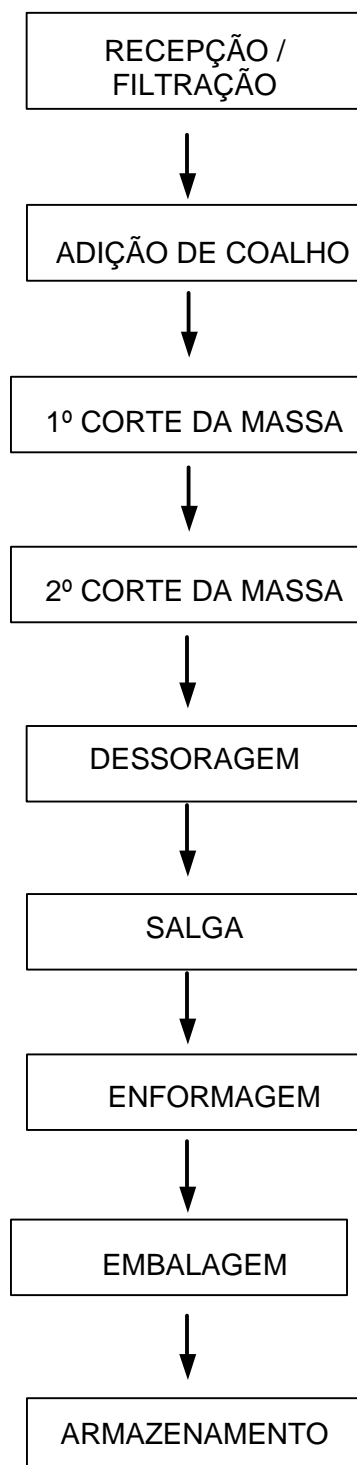 RECEPÇÃO /
FILTRAÇÃO
ADIÇÃO DE COALHO
1º CORTE DA MASSA
2º CORTE DA MASSA
DESSORAGEM
SALGA
ENFORMAGEM
EMBALAGEM
ARMAZENAMENTO